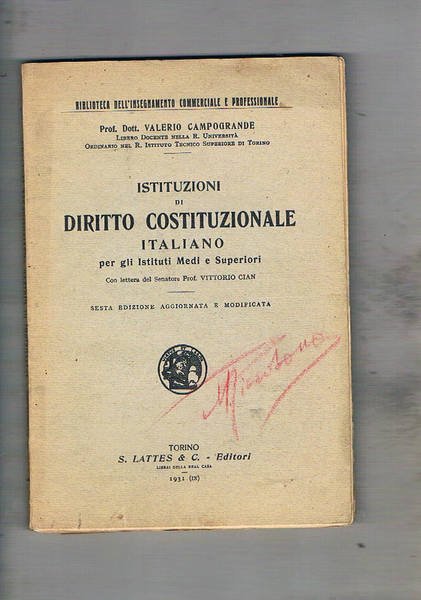 BIBLIOTECA DELL'INSEGNAMENTO COMMERCIALE E PROFESSIONALE
Prof. Dott. VALERIO CAMPOGRANDE
LIBERO DOCENTE NELLA R. UNIVERSITÀ
ORDINARIO NEL R. ISTITUTO TECNICO SUPERIORE DI TORINO
ISTITUZIONI
DI
DIRITTO COSTITUZIONALE
ITALIANO
per gli Istituti Medi e Superiori
Con lettera del Senatore Prof. VITTORIO CIAN
SESTA EDIZIONE AGGIORNATA E MODIFICATA
TORINO
S. LATTES & C. - Editori
LIBRAI DELLA REAL CASA
1931 (IX)